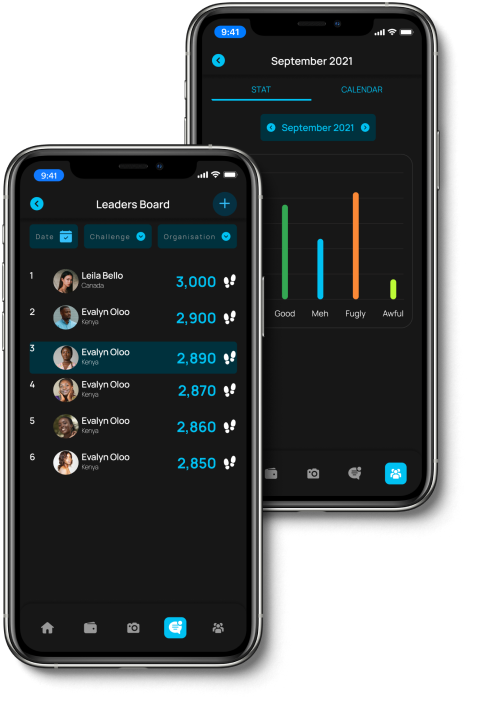 9:41
September 2021
STAT CALENDAR
September 2021
Good Meh Fugly Awful
9:41
Leaders Board
Date Challenge Organisation
1 Leila Bello 3,000
Canada
2 Evalyn Oloo 2,900
Kenya
3 Evalyn Oloo 2,890
Kenya
4 Evalyn Oloo 2,870
Kenya
5 Evalyn Oloo 2,860
Kenya
6 Evalyn Oloo 2,850
Kenya